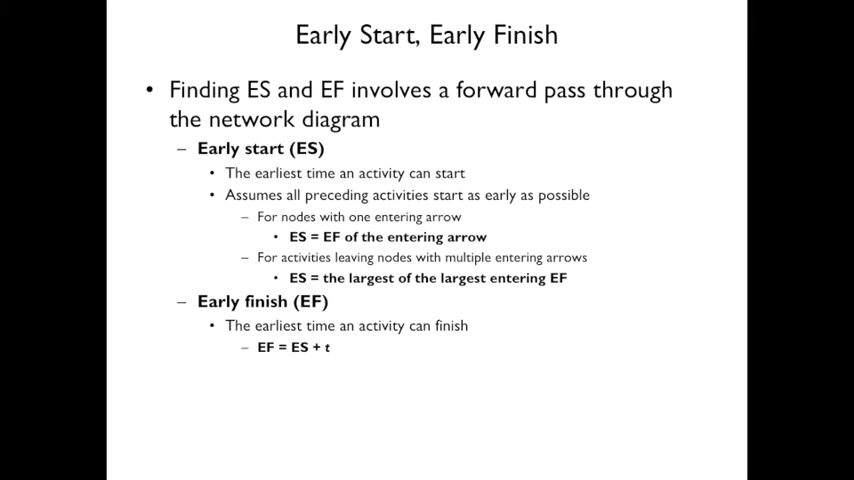 Early Start, Early Finish
• Finding ES and EF involves a forward pass through
the network diagram
– Early start (ES)
• The earliest time an activity can start
• Assumes all preceding activities start as early as possible
– For nodes with one entering arrow
• ES = EF of the entering arrow
– For activities leaving nodes with multiple entering arrows
• ES = the largest of the largest entering EF
– Early finish (EF)
• The earliest time an activity can finish
– EF = ES + t